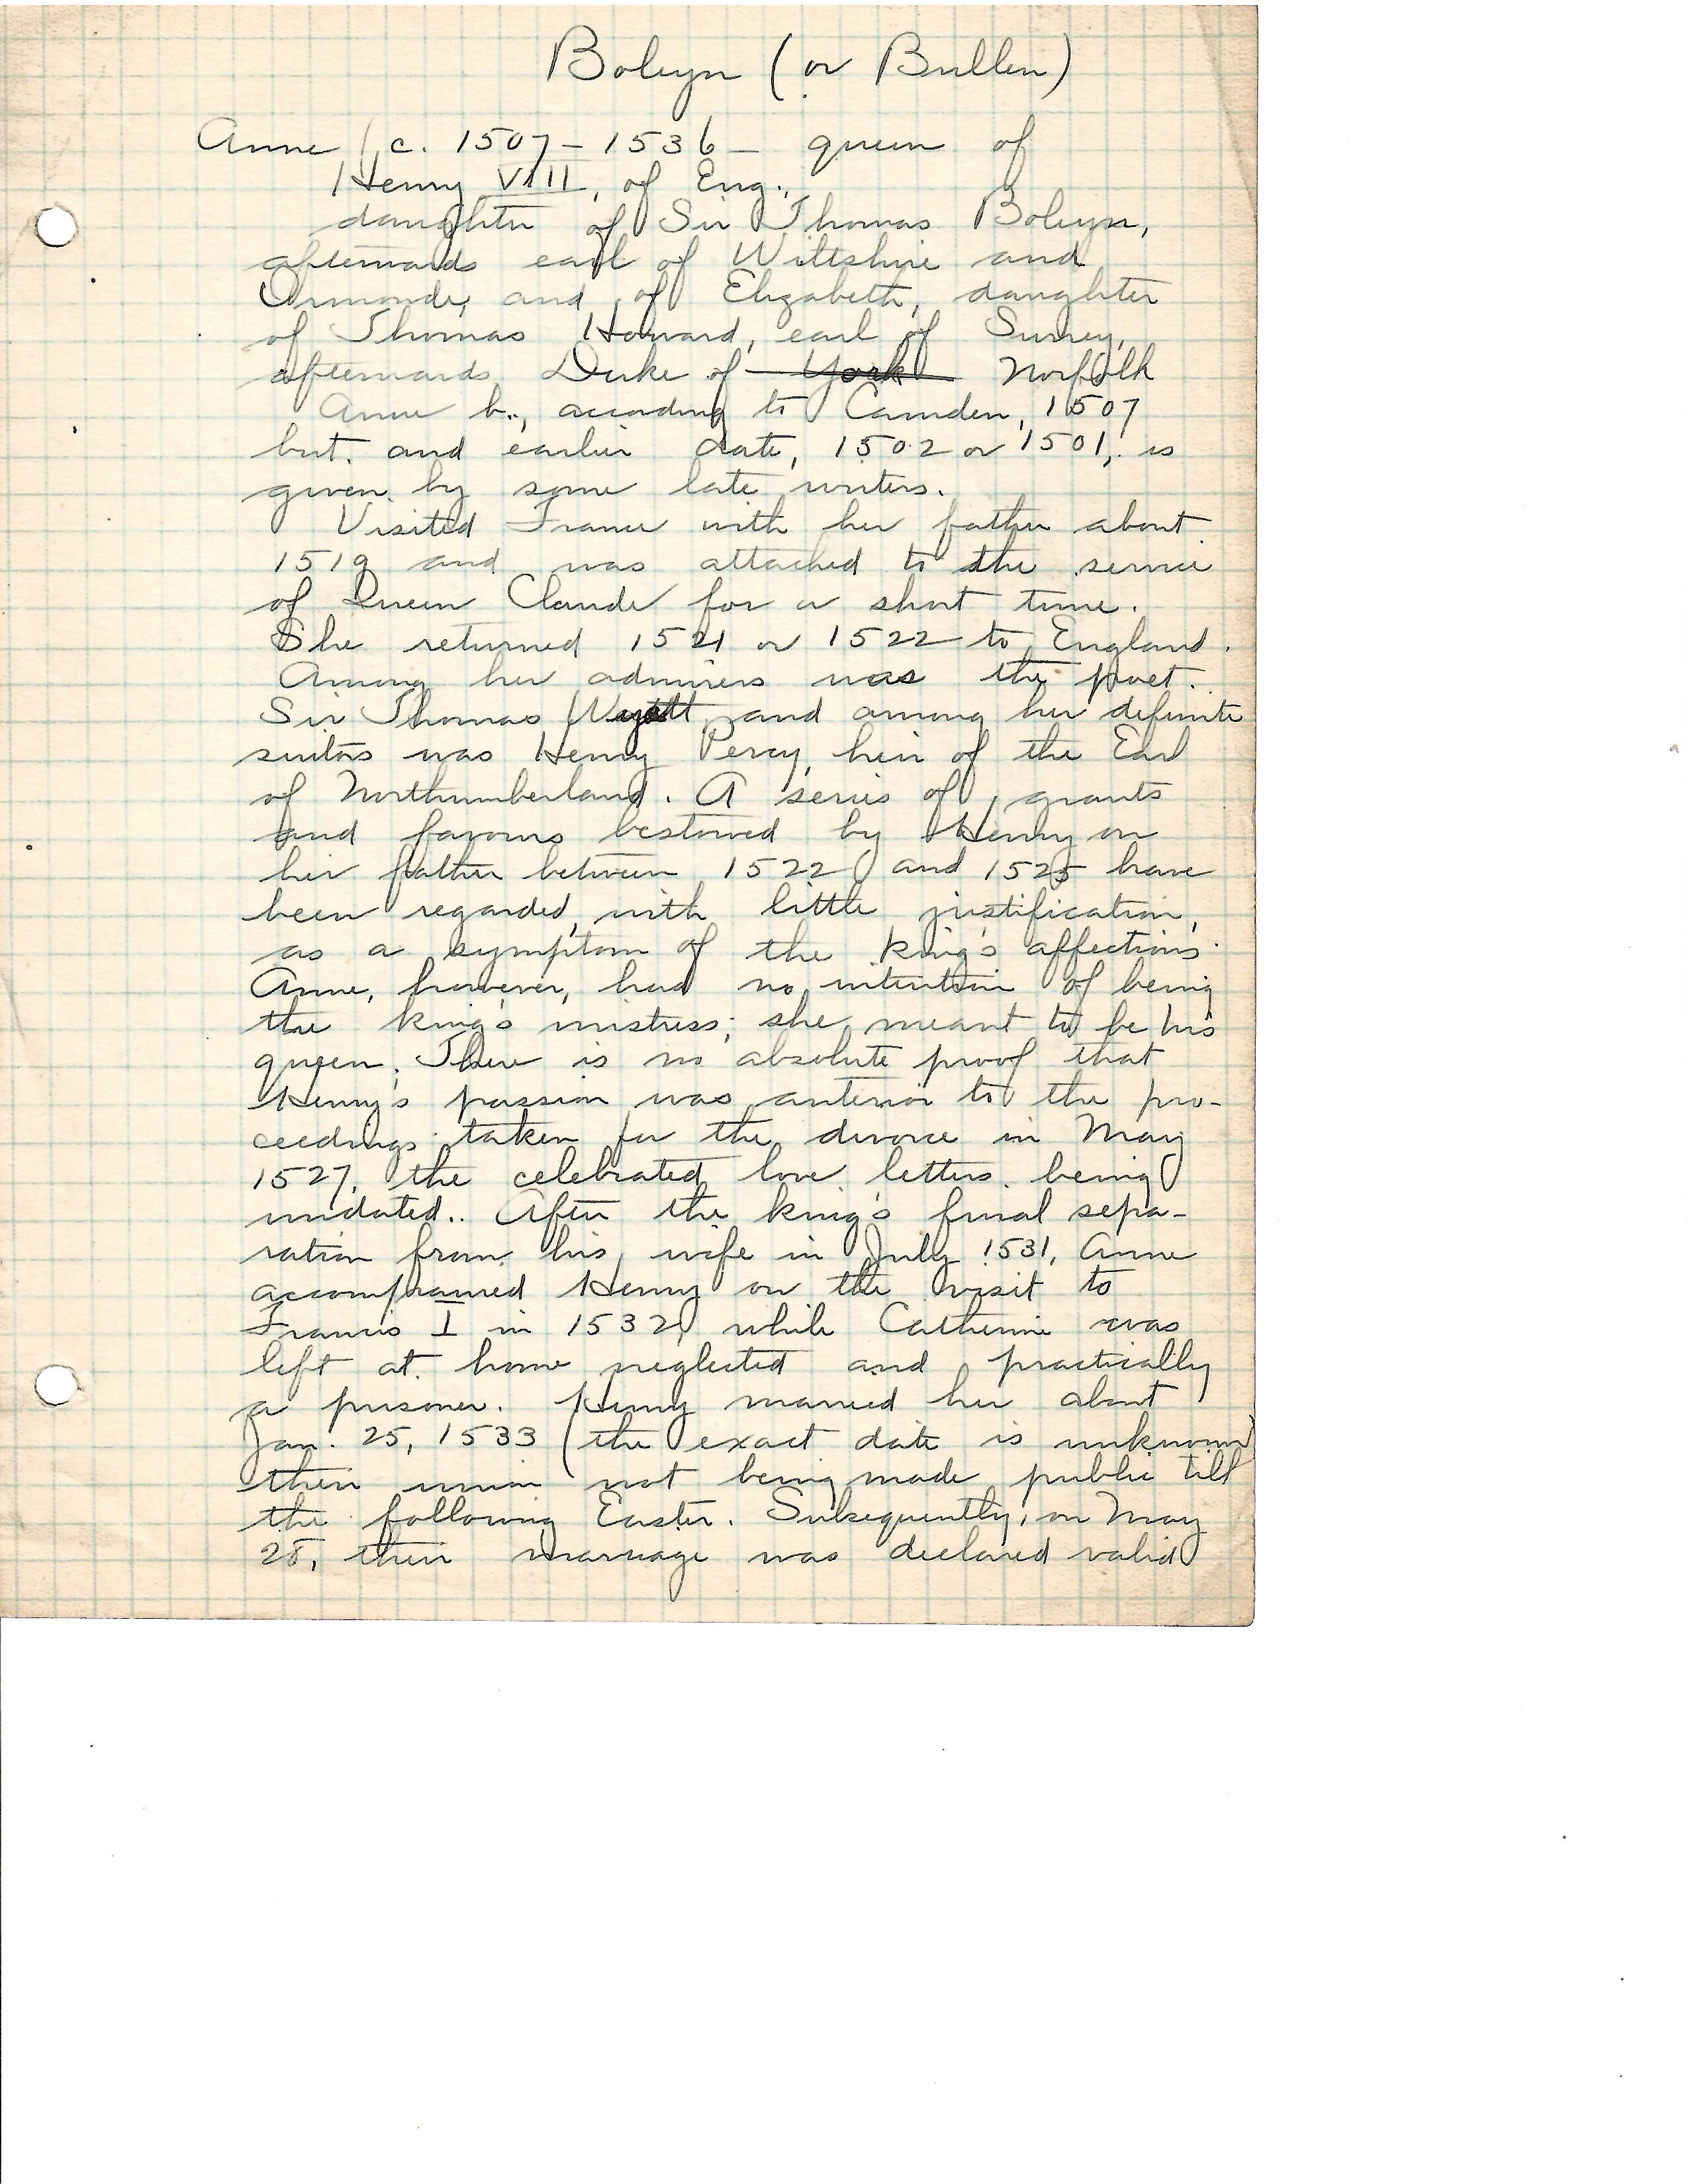 Boleyn (or Bullen)
Anne (c. 1507 – 1536 – queen of
Henry VIII, of Eng.,
daughter of Sir Thomas Boleyn,
afterwards earl of Wiltshire and
Ormonde, and of Elizabeth, daughter
of Thomas Howard, earl of Surrey,
afterwards Duke of York Norfolk
Anne b., according to Camden, 1507
but and earlier date, 1502 or 1501, is
given by some late writers.
Visited France with her father about
1519 and was attached to the service
of Queen Claude for a short time.
She returned 1521 or 1522 to England.
Among her admirers was the poet
Sir Thomas Wyatt and among her definite
suitors was Henry Percy, heir of the Earl
of Northumberland. A series of grants
and favours bestowed by Henry on
her father between 1522 and 1525 have
been regarded, with little justification,
as a symptom of the king's affections.
Anne, however, had no intention of being
the king's mistress; she meant to be his
queen. There is no absolute proof that
Henry's passion was anterior to the pro-
ceedings taken for the divorce in May
1527, the celebrated love letters being
undated.. After the king's final sepa-
ration from his wife in July 1531, Anne
accompanied Henry on the visit to
Francis I in 1532, while Catherine was
left at home neglected and practically
a prisoner. Henry married her about
Jan. 25, 1533 (the exact date is unknown)
their union not being made public till
the following Easter. Subsequently, on May
28, their marriage was declared valid